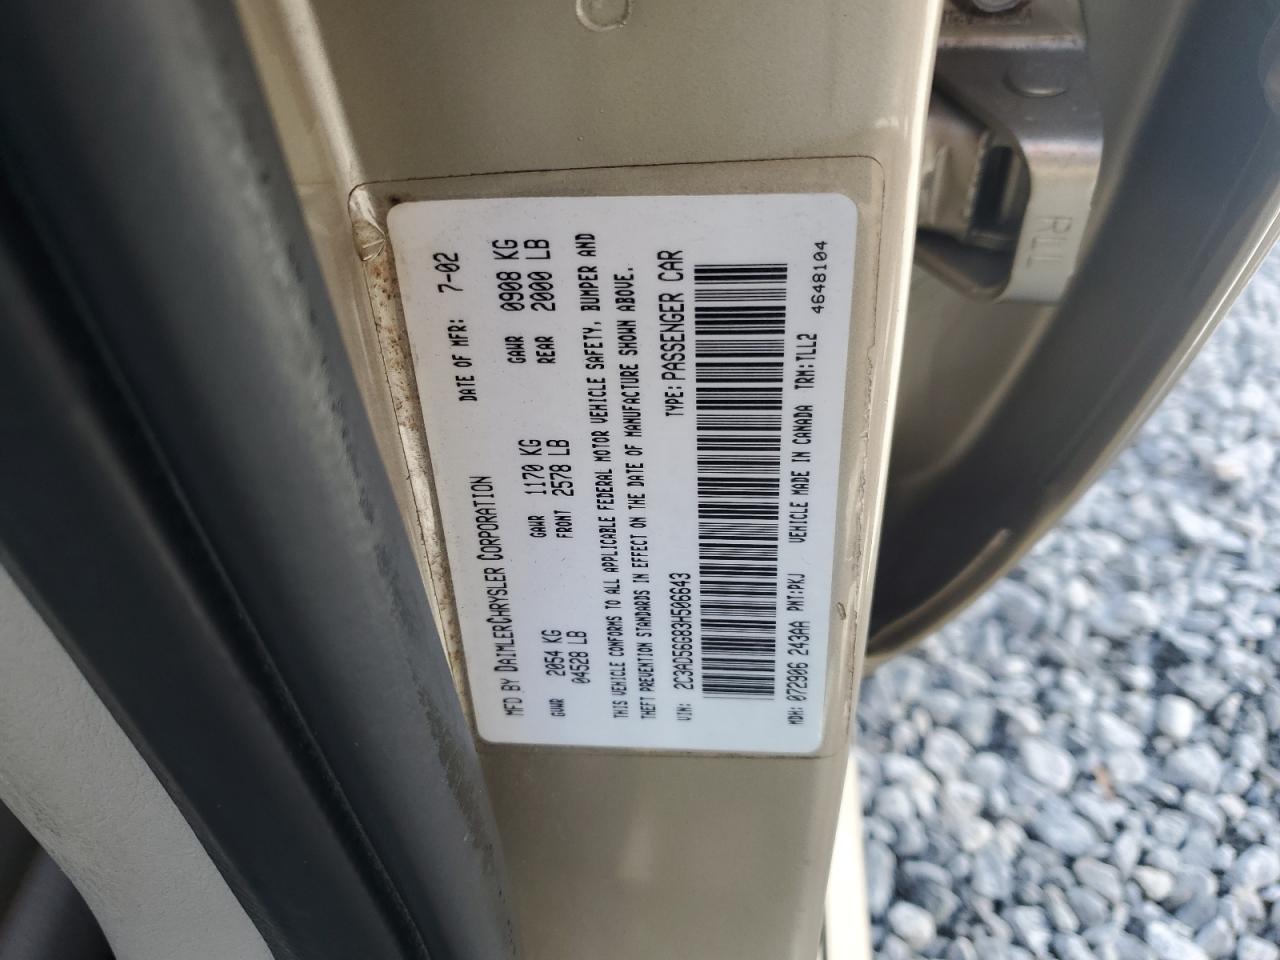 MFD BY DAIMLERCHRYSLER CORPORATION DATE OF MFR: 7-02
GVWR 2054 KG GAWR 1170 KG GAWR 0908 KG
04528 LB FRONT 2578 LB REAR 2000 LB
THIS VEHICLE CONFORMS TO ALL APPLICABLE FEDERAL MOTOR VEHICLE SAFETY, BUMPER AND
THEFT PREVENTION STANDARDS IN EFFECT ON THE DATE OF MANUFACTURE SHOWN ABOVE.
VIN: 2C3AD56G83H506643 TYPE: PASSENGER CAR
MDH: 072906 243AA PNT:PKJ VEHICLE MADE IN CANADA TRM:TLL2
4648104